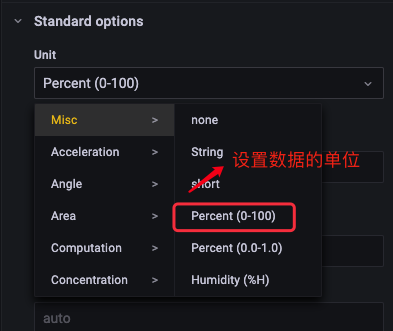 Standard options
Unit
Percent (0-100)
Misc > none
Acceleration > String
设置数据的单位
Angle > short
Area > Percent (0-100)
Computation > Percent (0.0-1.0)
Concentration > Humidity (%H)
auto